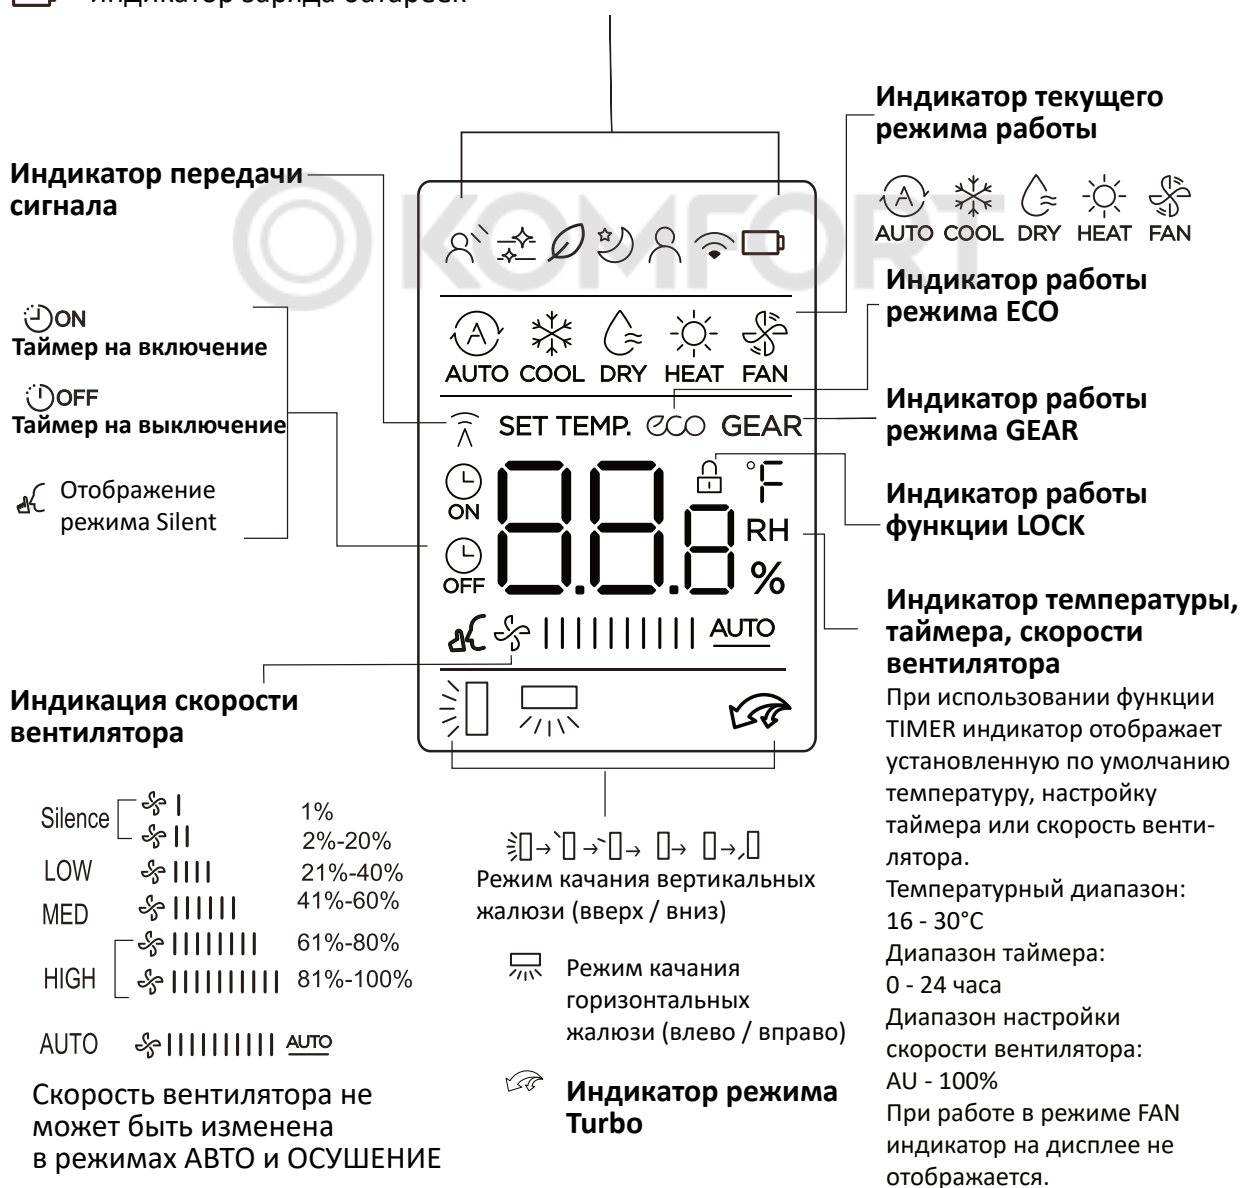 индикатор заряда батареек
Индикатор текущего
режима работы
AUTO COOL DRY HEAT FAN
Индикатор передачи
сигнала
OKOMFORT
Индикатор работы
режима ECO
ON
Таймер на включение
OFF
Таймер на выключение
Отображение
режима Silent
AUTO COOL DRY HEAT FAN
SET TEMP. eco GEAR
ON
OFF
88.8
°F
RH
%
AUTO
Индикатор работы
режима GEAR
Индикатор работы
функции LOCK
Индикатор температуры,
таймера, скорости
вентилятора
При использовании функции
TIMER индикатор отображает
установленную по умолчанию
температуру, настройку
таймера или скорость венти-
лятора.
Температурный диапазон:
16 - 30°C
Диапазон таймера:
0 - 24 часа
Диапазон настройки
скорости вентилятора:
AU - 100%
При работе в режиме FAN
индикатор на дисплее не
отображается.
Индикация скорости
вентилятора
Silence 1%
2%-20%
LOW 21%-40%
MED 41%-60%
HIGH 61%-80%
81%-100%
AUTO AUTO
Скорость вентилятора не
может быть изменена
в режимах АВТО и ОСУШЕНИЕ
Режим качания вертикальных
жалюзи (вверх / вниз)
Режим качания
горизонтальных
жалюзи (влево / вправо)
Индикатор режима
Turbo